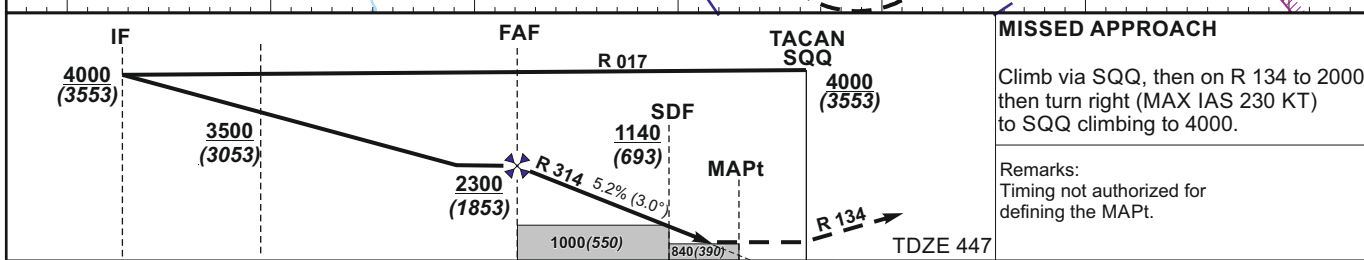 IF
FAF
TACAN
SQQ
R 017
4000
(3553)
4000
(3553)
SDF
3500
(3053)
1140
(693)
MAPt
2300
(1853)
R 314 5.2% (3.0°)
R 134
1000(550)
840(390)
TDZE 447
MISSED APPROACH
Climb via SQQ, then on R 134 to 2000
then turn right (MAX IAS 230 KT)
to SQQ climbing to 4000.
Remarks:
Timing not authorized for
defining the MAPt.